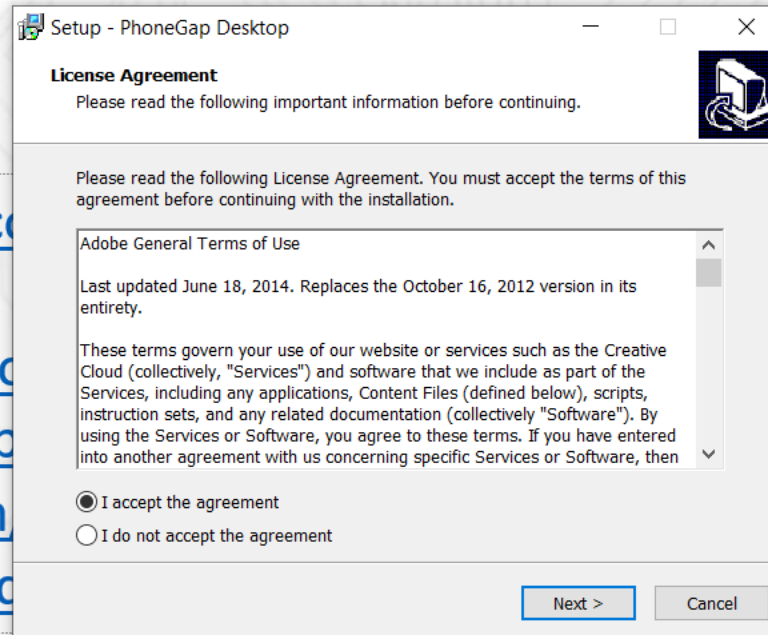 Setup - PhoneGap Desktop
License Agreement
Please read the following important information before continuing.
Please read the following License Agreement. You must accept the terms of this
agreement before continuing with the installation.
Adobe General Terms of Use
Last updated June 18, 2014. Replaces the October 16, 2012 version in its
entirety.
These terms govern your use of our website or services such as the Creative
Cloud (collectively, "Services") and software that we include as part of the
Services, including any applications, Content Files (defined below), scripts,
instruction sets, and any related documentation (collectively "Software"). By
using the Services or Software, you agree to these terms. If you have entered
into another agreement with us concerning specific Services or Software, then
I accept the agreement
I do not accept the agreement
Next >
Cancel